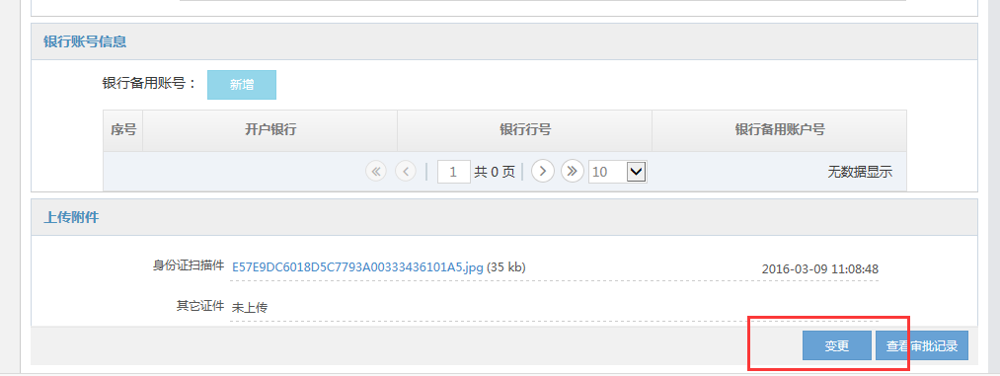 银行账号信息
银行备用账号： 新增
序号 开户银行 银行行号 银行备用账户号
1 共 0 页 10 无数据显示
上传附件
身份证扫描件 E57E9DC6018D5C7793A00333436101A5.jpg (35 kb) 2016-03-09 11:08:48
其它证件 未上传
变更 查看审批记录